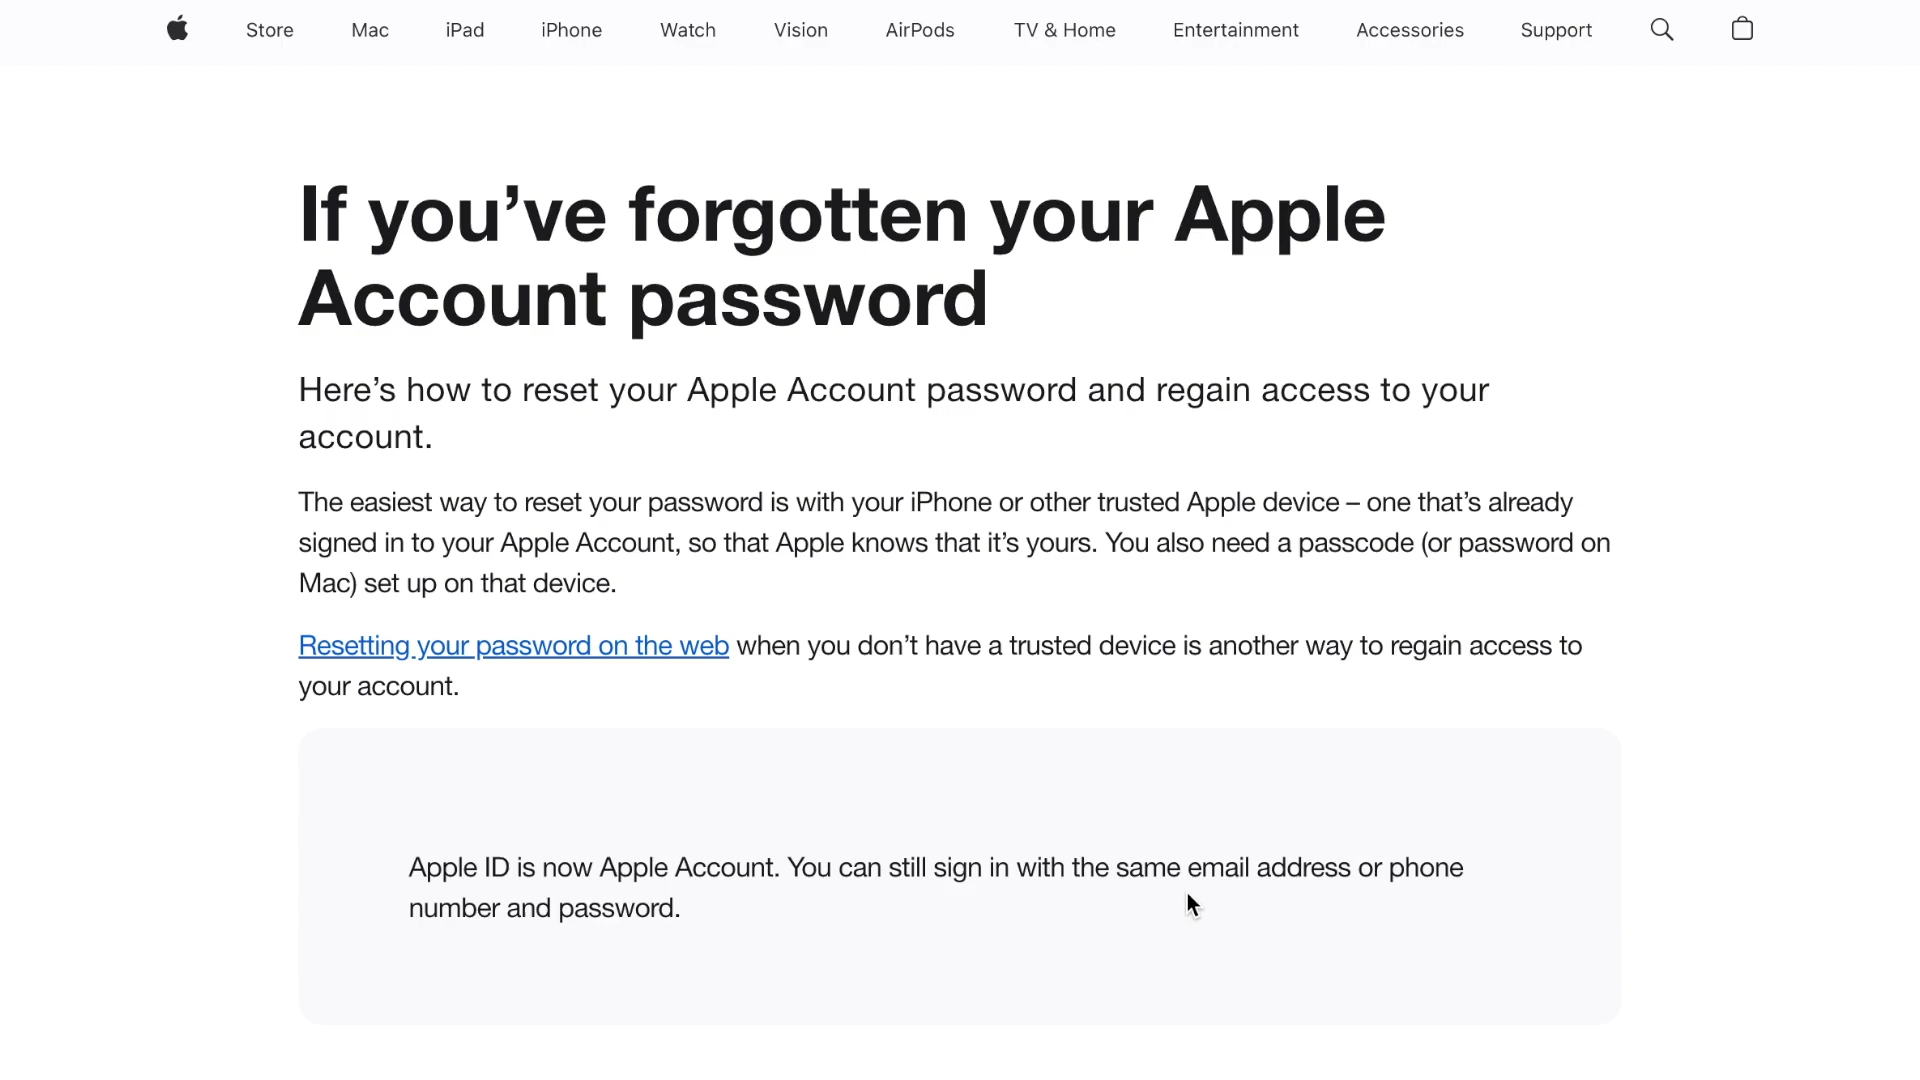 Store Mac iPad iPhone Watch Vision AirPods TV & Home Entertainment Accessories Support
If you’ve forgotten your Apple
Account password
Here’s how to reset your Apple Account password and regain access to your
account.
The easiest way to reset your password is with your iPhone or other trusted Apple device – one that’s already
signed in to your Apple Account, so that Apple knows that it’s yours. You also need a passcode (or password on
Mac) set up on that device.
Resetting your password on the web when you don’t have a trusted device is another way to regain access to
your account.
Apple ID is now Apple Account. You can still sign in with the same email address or phone
number and password.